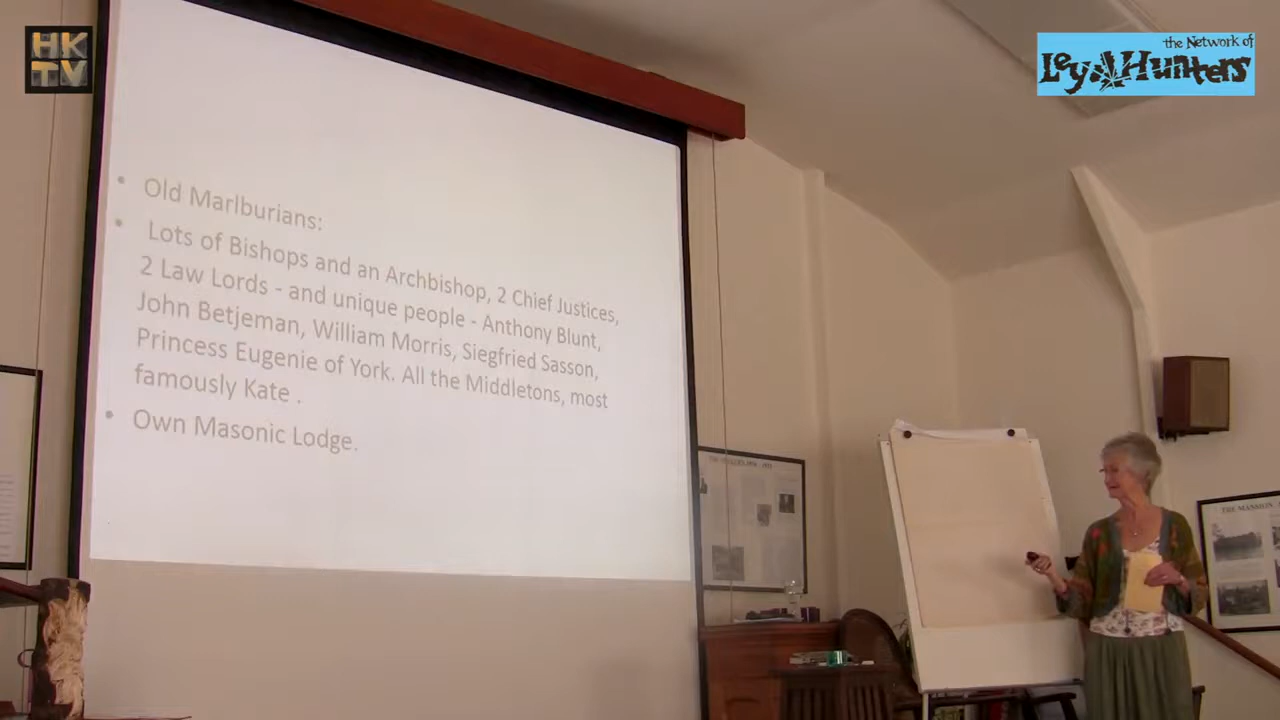 HK
TV
the Network of
Ley Hunters
• Old Marlburians:
• Lots of Bishops and an Archbishop, 2 Chief Justices,
2 Law Lords - and unique people - Anthony Blunt,
John Betjeman, William Morris, Siegfried Sasson,
Princess Eugenie of York. All the Middletons, most
famously Kate .
• Own Masonic Lodge.
THE MANSION